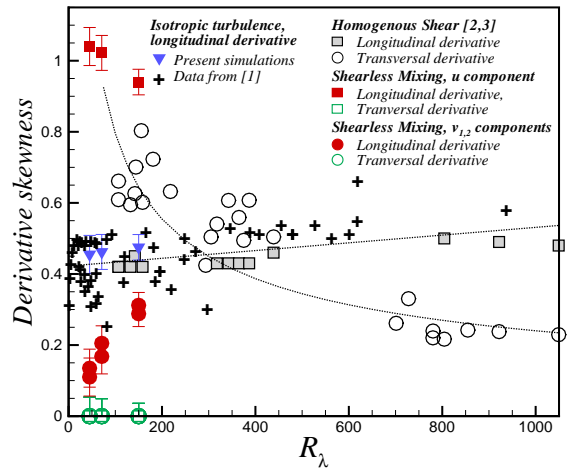 Isotropic turbulence,
longitudinal derivative
Present simulations
Data from [1]
Homogenous Shear [2,3]
Longitudinal derivative
Transversal derivative
Shearless Mixing, u component
Longitudinal derivative,
Tranversal derivative
Shearless Mixing, v1,2 components
Longitudinal derivative
Tranversal derivative
Derivative skewness
1
0.8
0.6
0.4
0.2
0
0 200 400 600 800 1000
Rλ